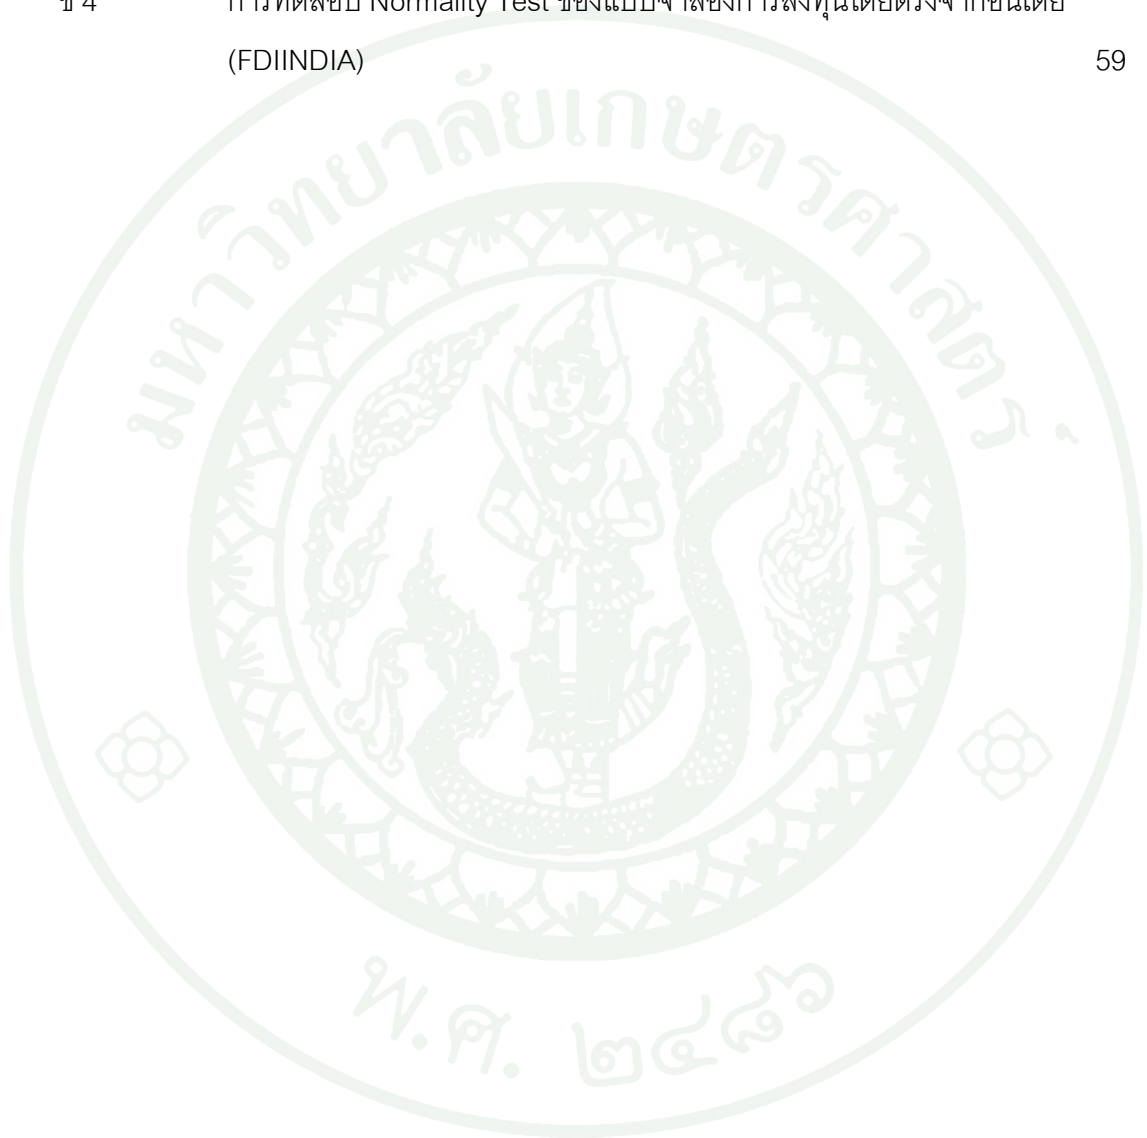 ข 4 การทดสอบ Normality Test ของแบบจำลองการลงทุนโดยตรงจากอินเดีย
(FDIINDIA) 59
มหาวิทยาลัยเกษตรศาสตร์
พ.ศ. ๒๔๘๖